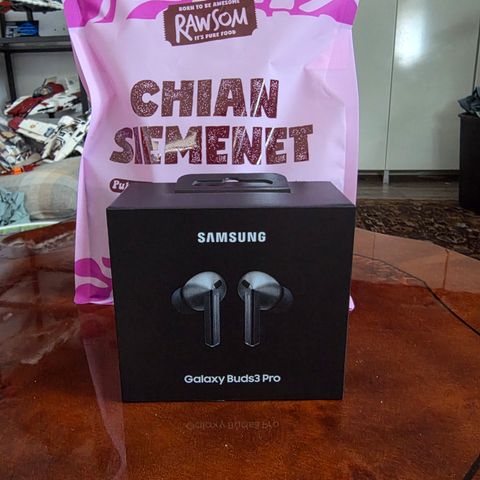 BORN TO BE AWESOME
RAWSOM
IT'S PURE FOOD
CHIAN
SIEMENET
SAMSUNG
Galaxy Buds3 Pro